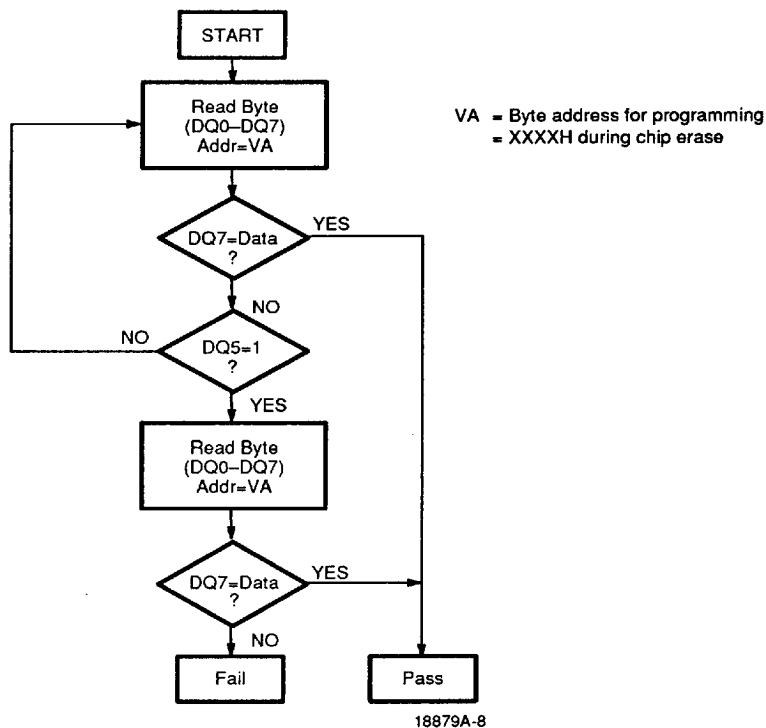 START
Read Byte
(DQ0–DQ7)
Addr=VA
VA = Byte address for programming
= XXXXH during chip erase
DQ7=Data
?
YES
NO
NO
DQ5=1
?
YES
Read Byte
(DQ0–DQ7)
Addr=VA
DQ7=Data
?
YES
NO
Fail
Pass
18879A-8